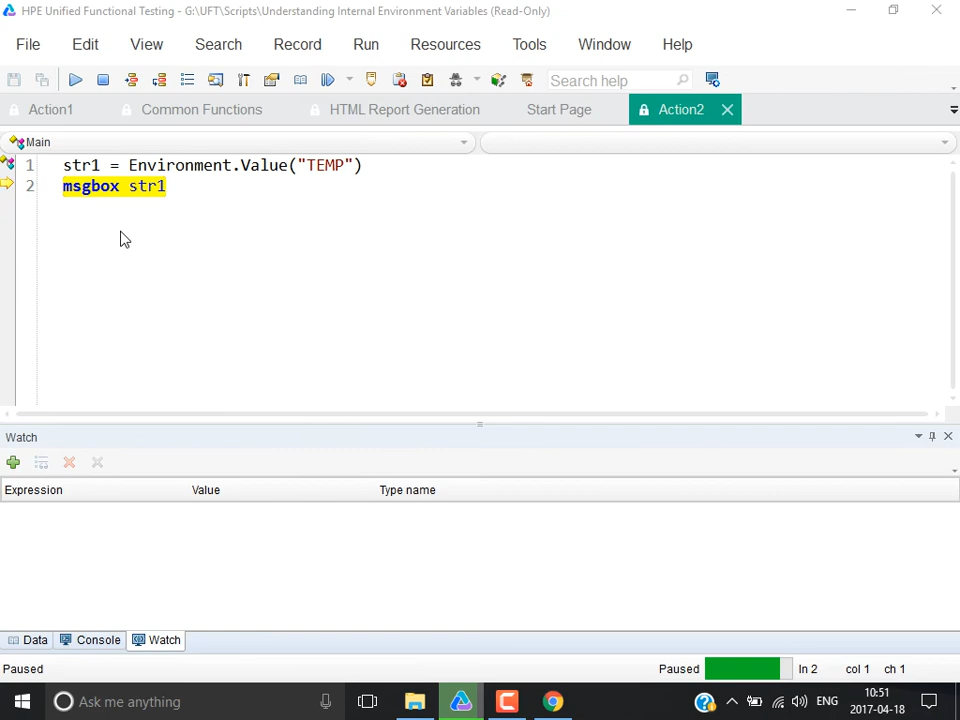 HPE Unified Functional Testing - G:\UFT\Scripts\Understanding Internal Environment Variables (Read-Only)
File Edit View Search Record Run Resources Tools Window Help
Search help
Action1 Common Functions HTML Report Generation Start Page Action2
Main
1 str1 = Environment.Value("TEMP")
2 msgbox str1
Watch
Expression Value Type name
Data Console Watch
Paused Paused ln 2 col 1 ch 1
Ask me anything ENG 10:51
2017-04-18